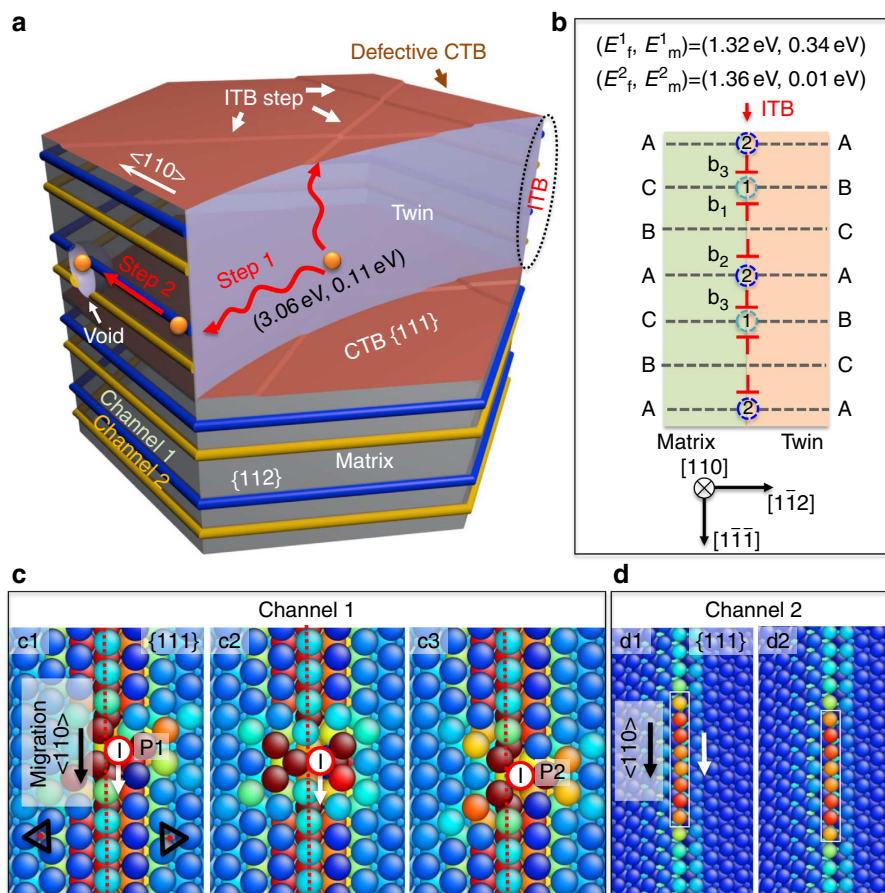 a
Defective CTB
ITB step
<110>
Twin
ITB
Step 1
Step 2
(3.06 eV, 0.11 eV)
Void
CTB {111}
Channel 1
Channel 2
Matrix
{112}
b
(E¹f, E¹m)=(1.32 eV, 0.34 eV)
(E²f, E²m)=(1.36 eV, 0.01 eV)
ITB
A 2 A
b3
C 1 B
b1
B C
b2
A 2 A
b3
C 1 B
B C
A 2 A
Matrix Twin
[110]
[11̄2]
[11̄1̄]
c
Channel 1
c1 {111} c2 c3
Migration
<110>
I P1 I I P2
d
Channel 2
d1 {111} d2
<110>